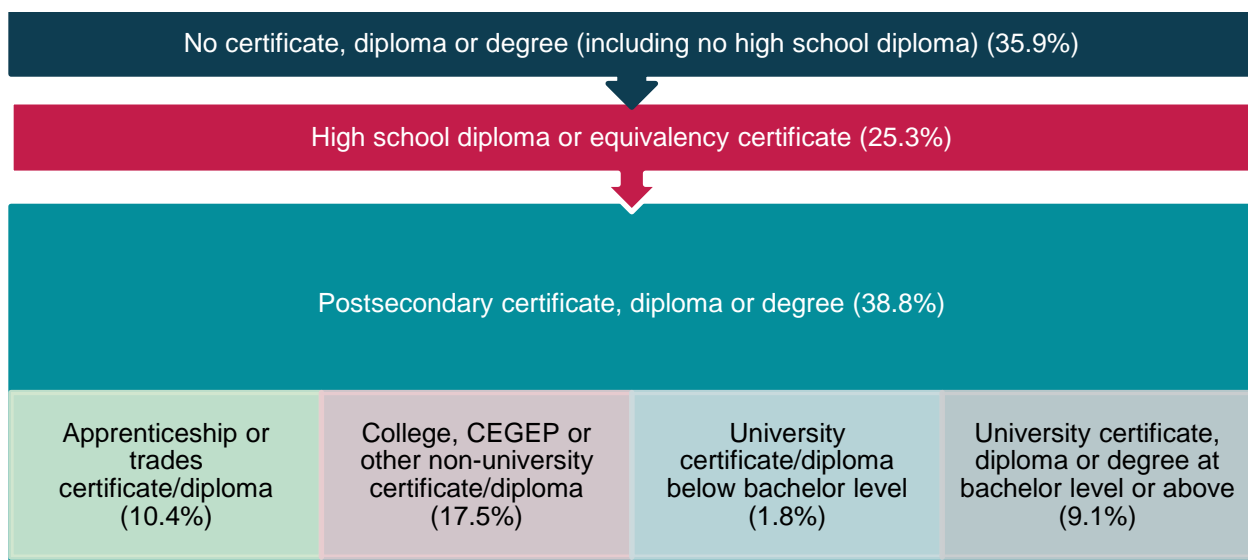 No certificate, diploma or degree (including no high school diploma) (35.9%)
High school diploma or equivalency certificate (25.3%)
Postsecondary certificate, diploma or degree (38.8%)
Apprenticeship or
trades
certificate/diploma
(10.4%)
College, CEGEP or
other non-university
certificate/diploma
(17.5%)
University
certificate/diploma
below bachelor level
(1.8%)
University certificate,
diploma or degree at
bachelor level or above
(9.1%)